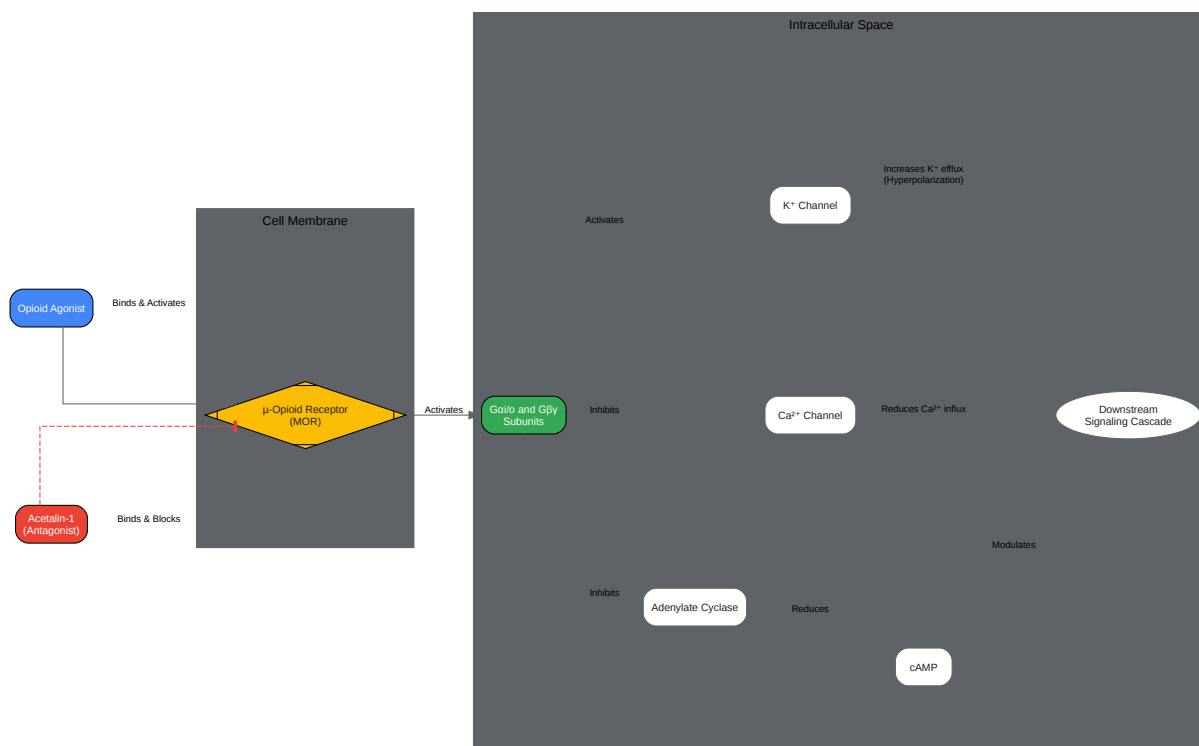 Intracellular Space
Increases K⁺ efflux
(Hyperpolarization)
K⁺ Channel
Activates
Cell Membrane
Opioid Agonist
Binds & Activates
µ-Opioid Receptor
(MOR)
Activates
Gαi/o and Gβγ
Subunits
Inhibits
Ca²⁺ Channel
Reduces Ca²⁺ influx
Downstream
Signaling Cascade
Acetalin-1
(Antagonist)
Binds & Blocks
Modulates
Inhibits
Adenylate Cyclase
Reduces
cAMP